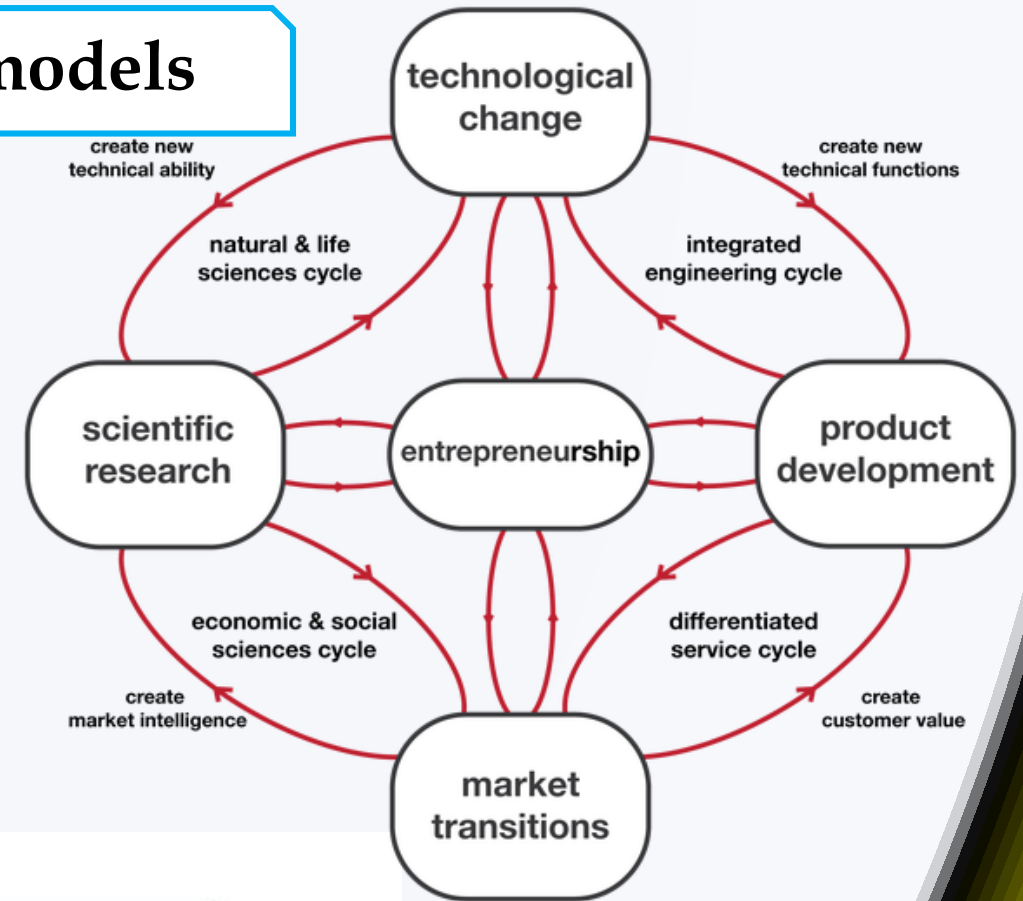 models
technological
change
create new
technical ability
create new
technical functions
natural & life
sciences cycle
integrated
engineering cycle
scientific
research
entrepreneurship
product
development
economic & social
sciences cycle
differentiated
service cycle
create
market intelligence
create
customer value
market
transitions